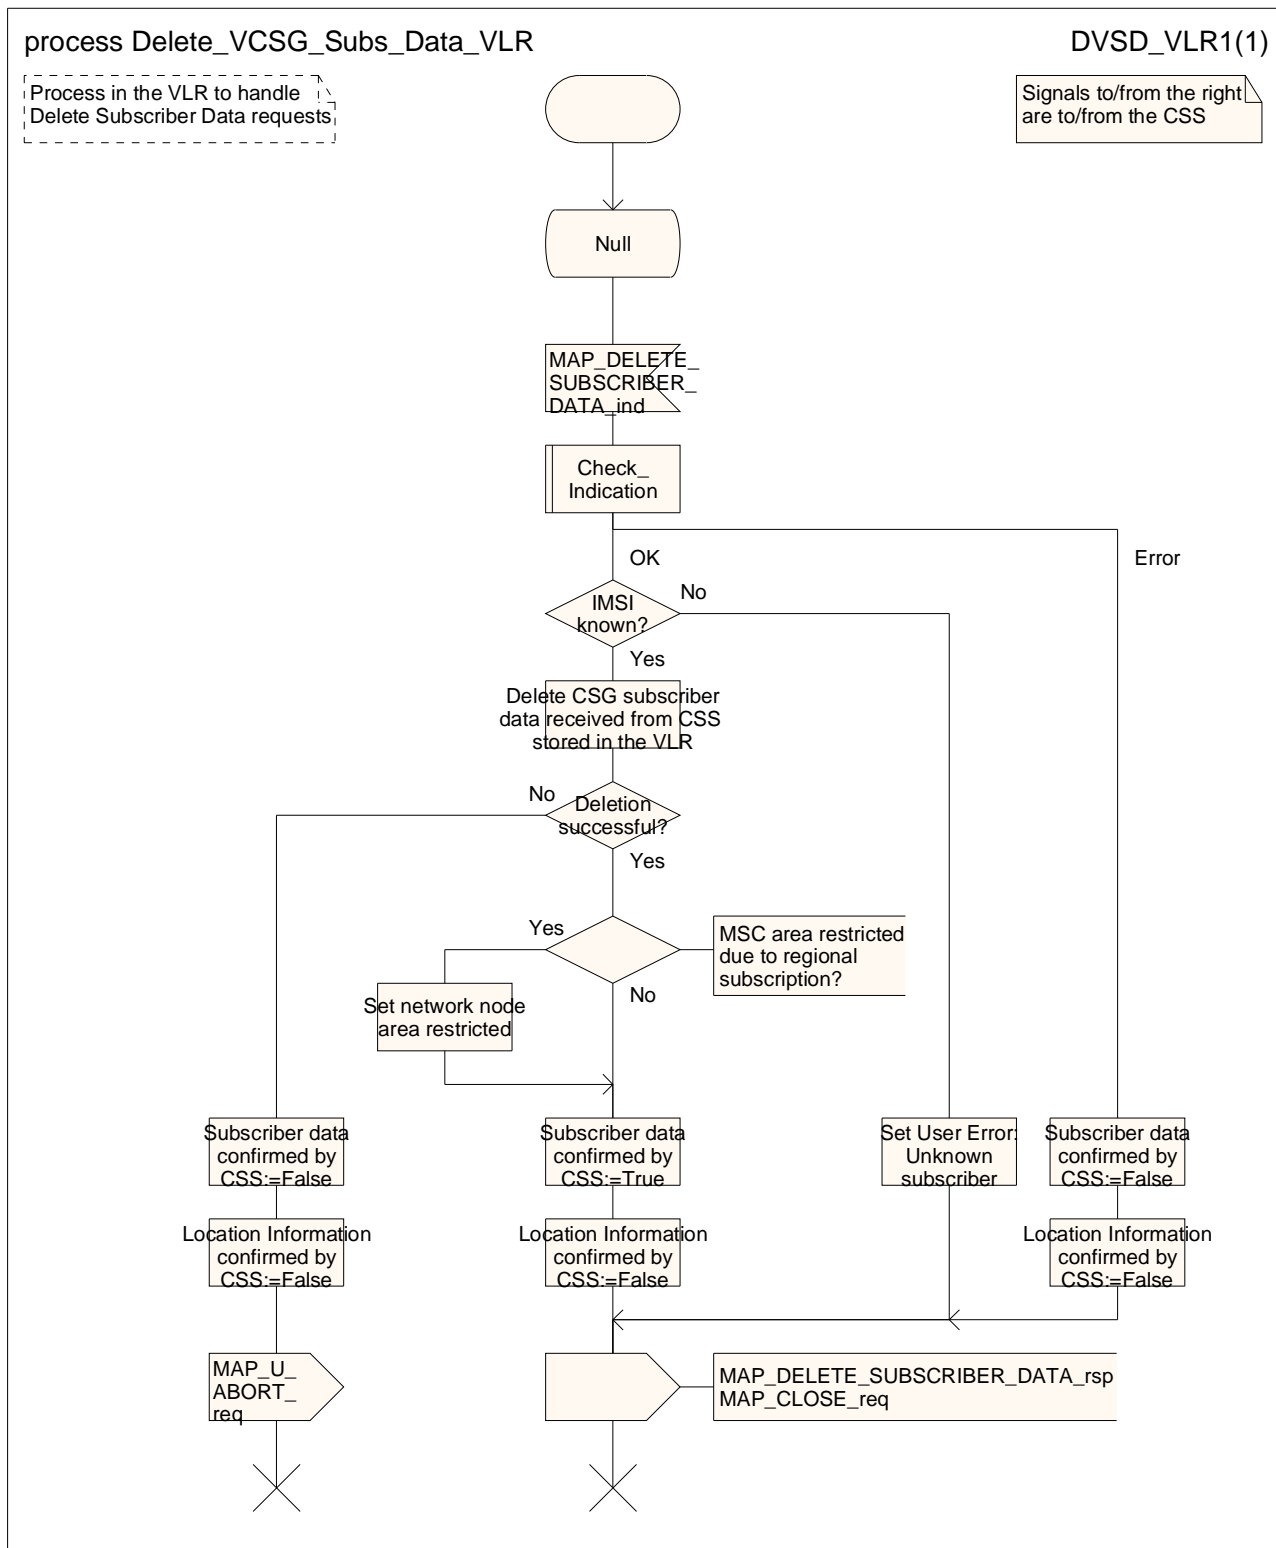 process Delete_VCSG_Subs_Data_VLR
DVSD_VLR1(1)
Process in the VLR to handle
Delete Subscriber Data requests
Signals to/from the right
are to/from the CSS
Null
MAP_DELETE_
SUBSCRIBER_
DATA_ind
Check_
Indication
OK
Error
IMSI
known?
No
Yes
Delete CSG subscriber
data received from CSS
stored in the VLR
No
Deletion
successful?
Yes
Yes
MSC area restricted
due to regional
subscription?
No
Set network node
area restricted
Subscriber data
confirmed by
CSS:=False
Subscriber data
confirmed by
CSS:=True
Set User Error:
Unknown
subscriber
Subscriber data
confirmed by
CSS:=False
Location Information
confirmed by
CSS:=False
Location Information
confirmed by
CSS:=False
Location Information
confirmed by
CSS:=False
MAP_U_
ABORT_
req
MAP_DELETE_SUBSCRIBER_DATA_rsp
MAP_CLOSE_req